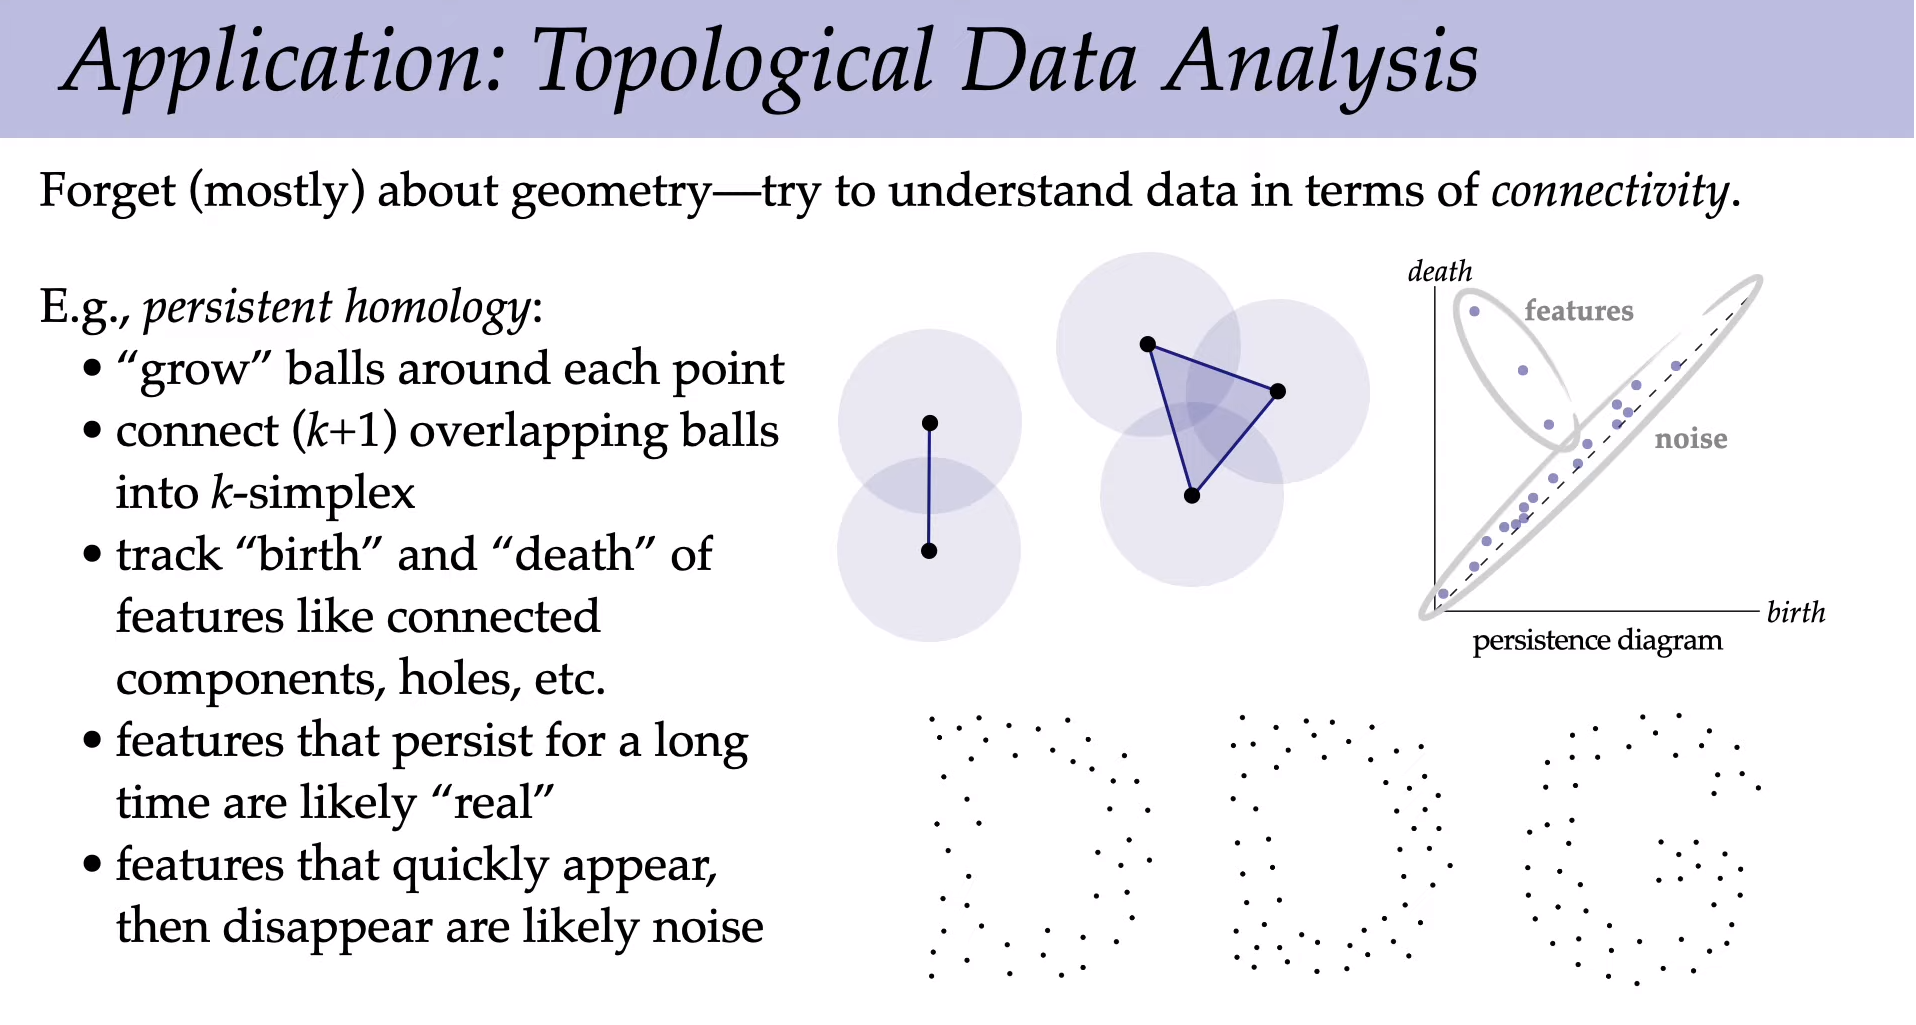 Application: Topological Data Analysis
Forget (mostly) about geometry—try to understand data in terms of connectivity.
E.g., persistent homology:
• “grow” balls around each point
• connect (k+1) overlapping balls
into k-simplex
• track “birth” and “death” of
features like connected
components, holes, etc.
• features that persist for a long
time are likely “real”
• features that quickly appear,
then disappear are likely noise
death
features
noise
birth
persistence diagram
DDG